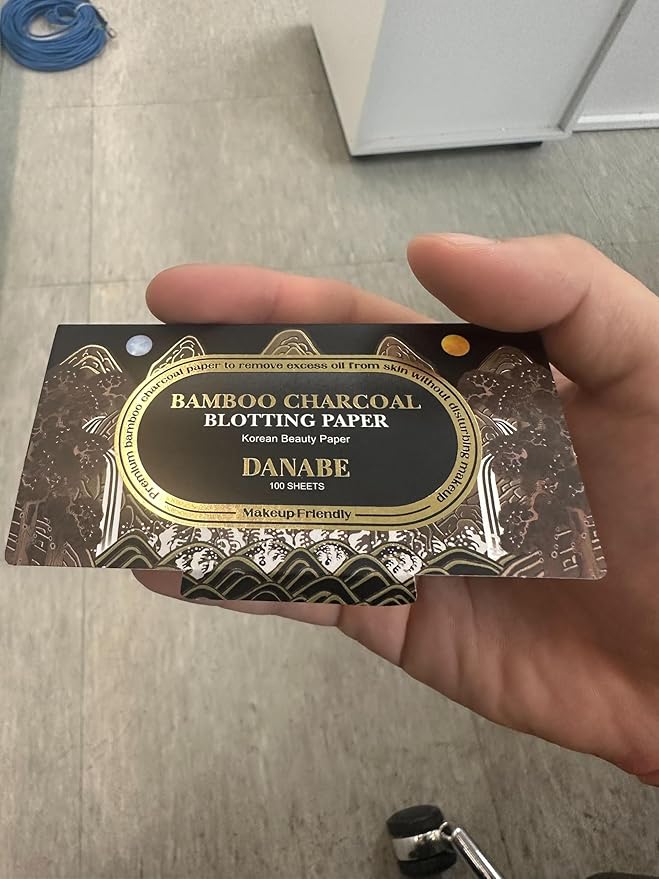 Premium bamboo charcoal paper to remove excess oil from skin without disturbing makeup
BAMBOO CHARCOAL
BLOTTING PAPER
Korean Beauty Paper
DANABE
100 SHEETS
Makeup Friendly